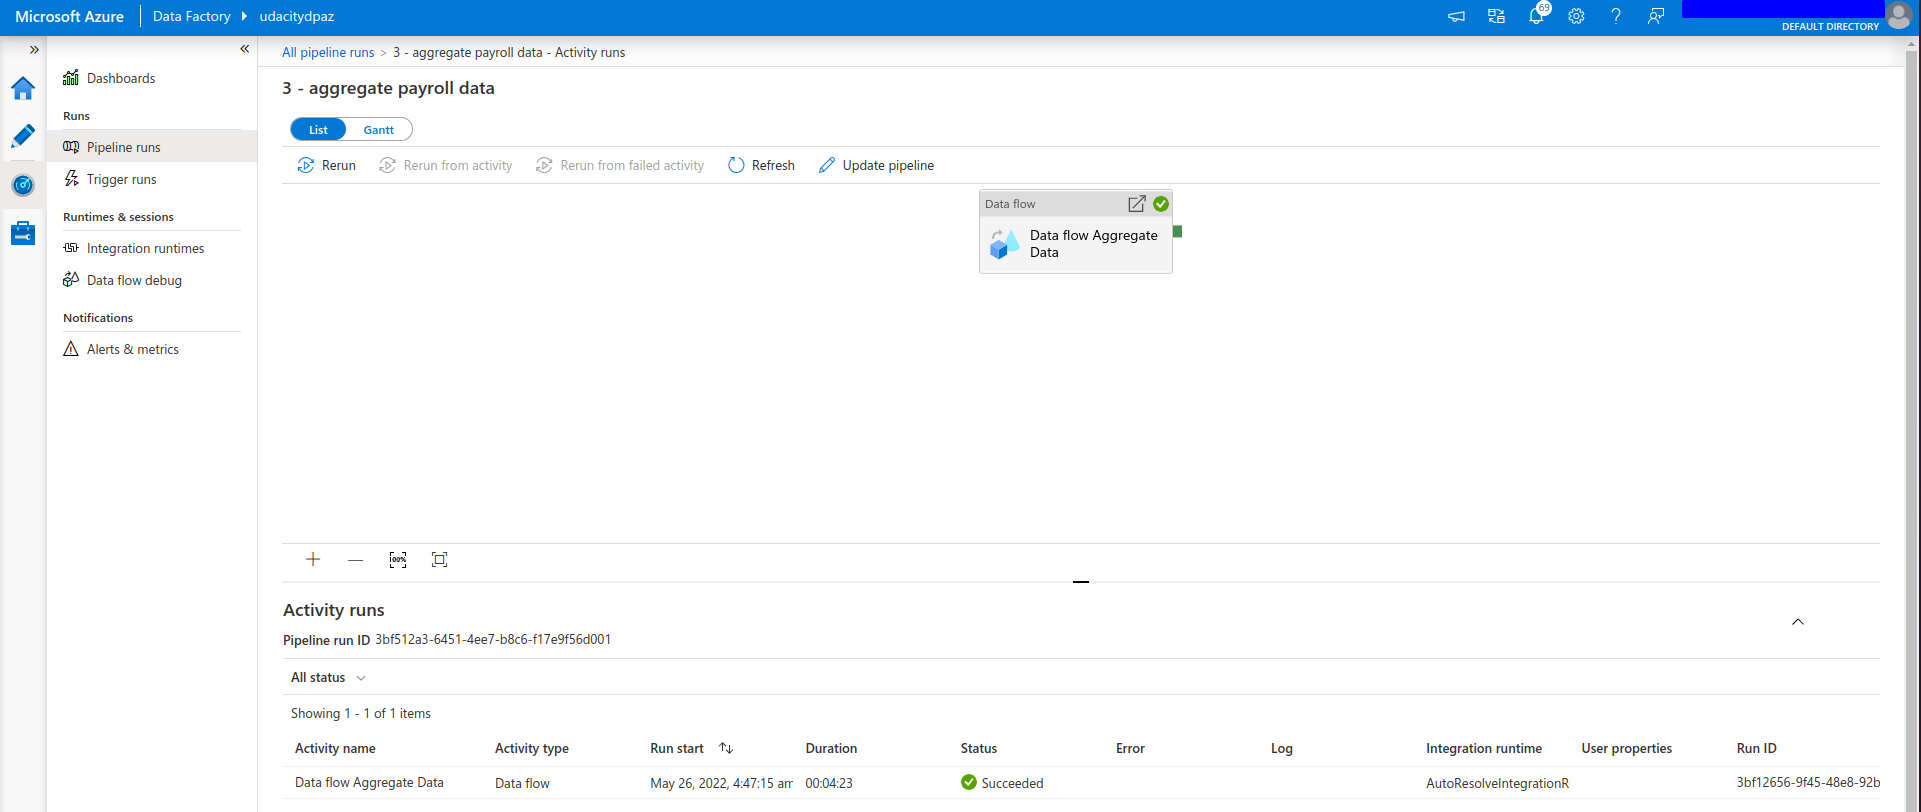 Microsoft Azure Data Factory udacitydpaz 69
DEFAULT DIRECTORY
All pipeline runs > 3 - aggregate payroll data - Activity runs
Dashboards
Runs
Pipeline runs
Trigger runs
Runtimes & sessions
Integration runtimes
Data flow debug
Notifications
Alerts & metrics
3 - aggregate payroll data
List Gantt
Rerun Rerun from activity Rerun from failed activity Refresh Update pipeline
Data flow
Data flow Aggregate
Data
100%
Activity runs
Pipeline run ID 3bf512a3-6451-4ee7-b8c6-f17e9f56d001
All status
Showing 1 - 1 of 1 items
Activity name Activity type Run start Duration Status Error Log Integration runtime User properties Run ID
Data flow Aggregate Data Data flow May 26, 2022, 4:47:15 am 00:04:23 Succeeded AutoResolveIntegrationR 3bf12656-9f45-48e8-92b